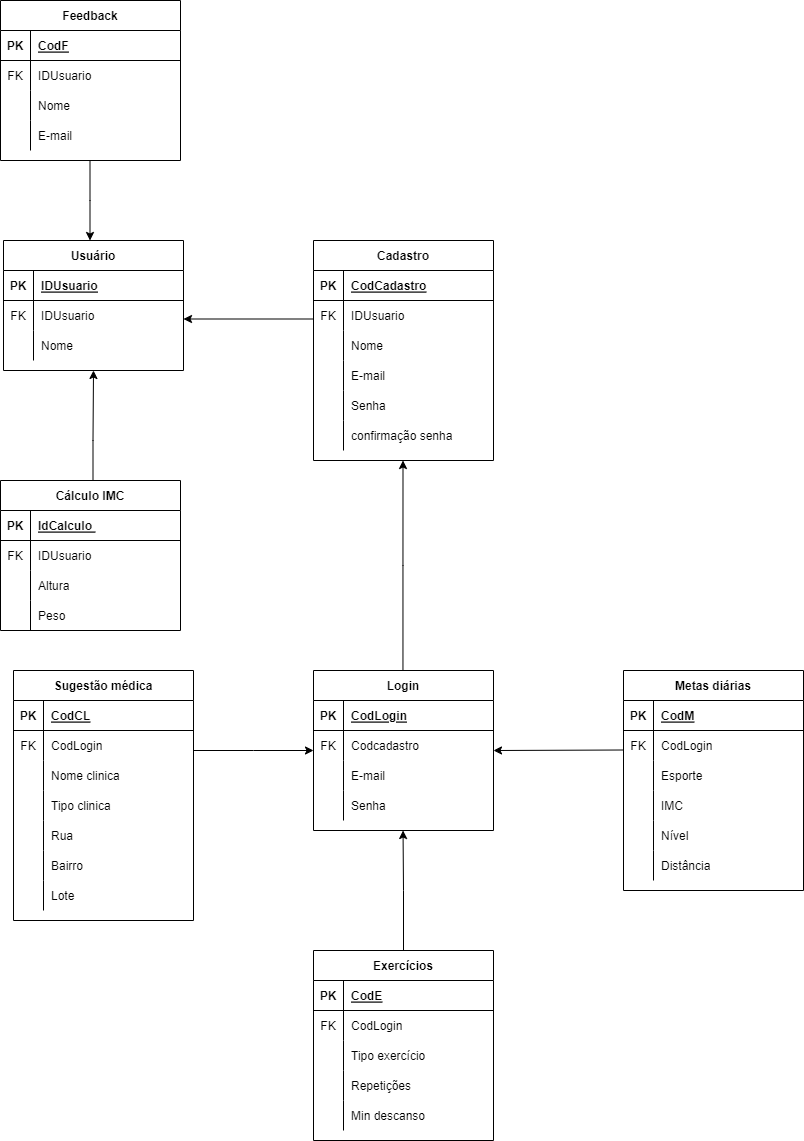 Feedback
PK CodF
FK IDUsuario
Nome
E-mail
Usuário
PK IDUsuario
FK IDUsuario
Nome
Cadastro
PK CodCadastro
FK IDUsuario
Nome
E-mail
Senha
confirmação senha
Cálculo IMC
PK IdCalculo
FK IDUsuario
Altura
Peso
Sugestão médica
PK CodCL
FK CodLogin
Nome clinica
Tipo clinica
Rua
Bairro
Lote
Login
PK CodLogin
FK Codcadastro
E-mail
Senha
Metas diárias
PK CodM
FK CodLogin
Esporte
IMC
Nível
Distância
Exercícios
PK CodE
FK CodLogin
Tipo exercício
Repetições
Min descanso